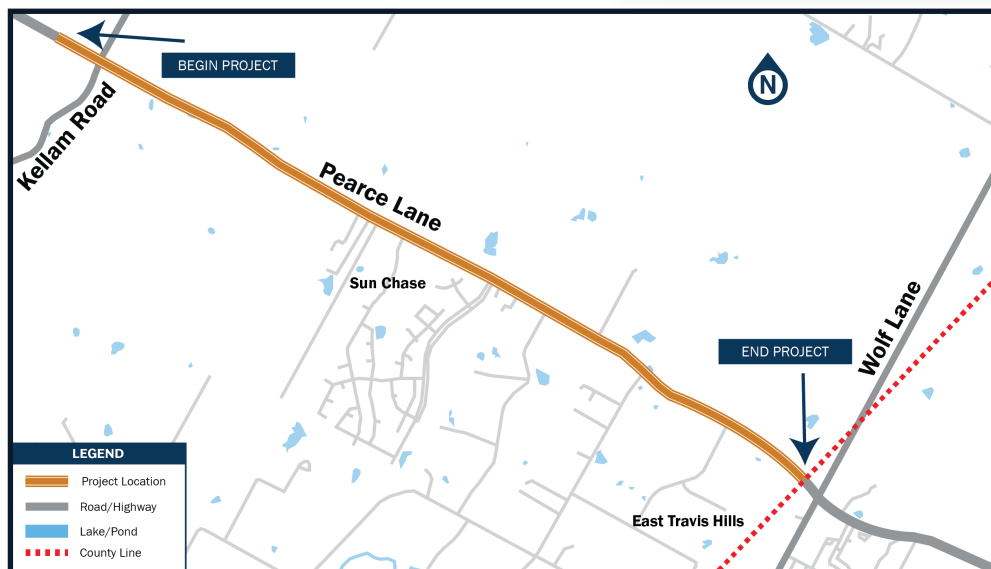 BEGIN PROJECT
N
Kellam Road
Pearce Lane
Sun Chase
Wolf Lane
END PROJECT
East Travis Hills
LEGEND
Project Location
Road/Highway
Lake/Pond
County Line